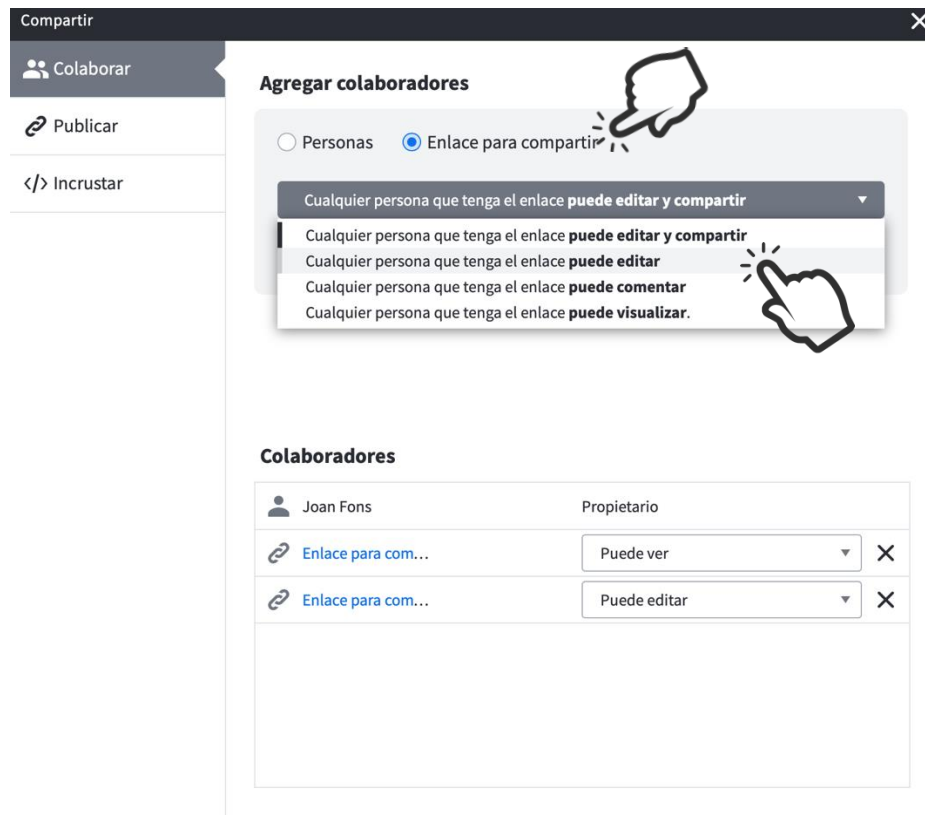 Compartir
Colaborar
Publicar
</> Incrustar
Agregar colaboradores
Personas
Enlace para compartir
Cualquier persona que tenga el enlace puede editar y compartir
Cualquier persona que tenga el enlace puede editar y compartir
Cualquier persona que tenga el enlace puede editar
Cualquier persona que tenga el enlace puede comentar
Cualquier persona que tenga el enlace puede visualizar.
Colaboradores
Joan Fons Propietario
Enlace para com... Puede ver
Enlace para com... Puede editar